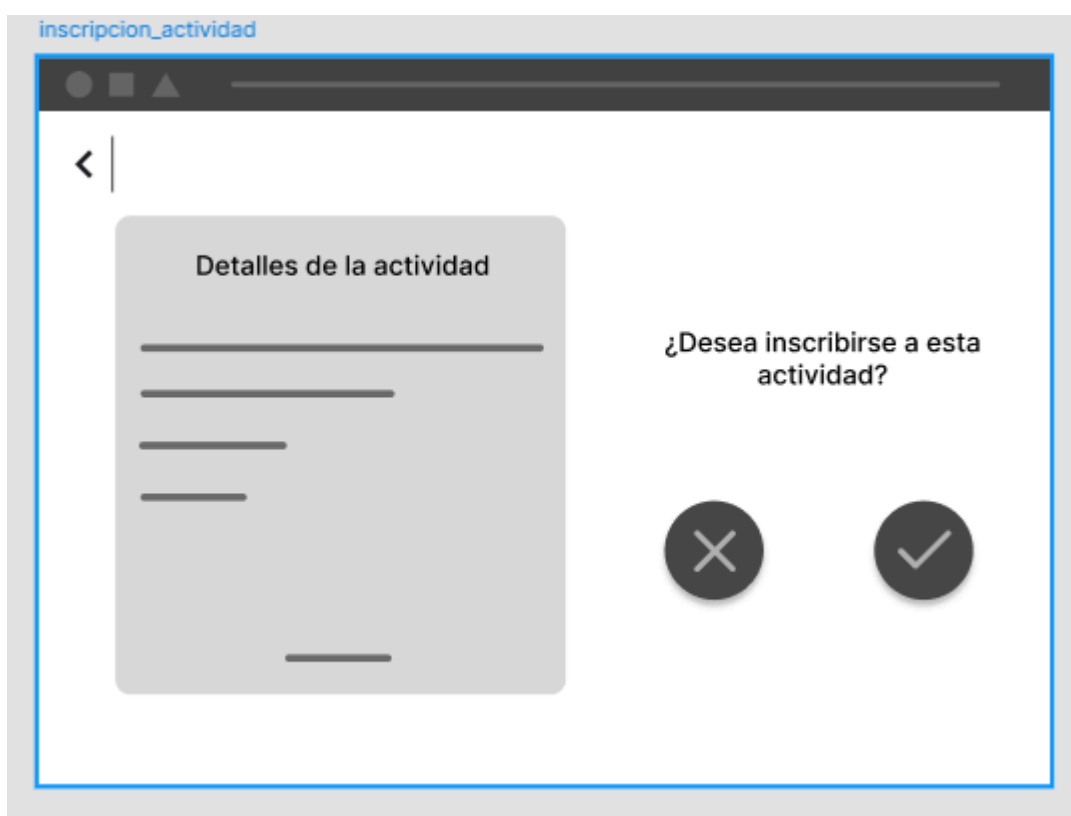 inscripcion_actividad
Detalles de la actividad
¿Desea inscribirse a esta
actividad?